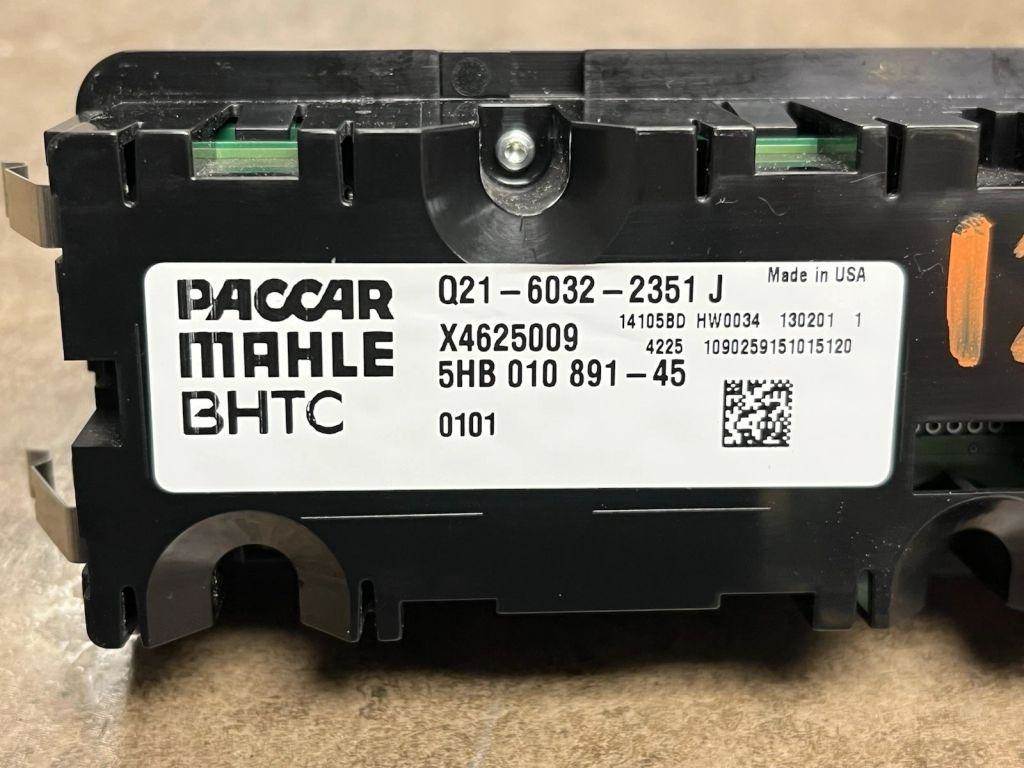 PACCAR
MAHLE
BHTC
Q21-6032-2351 J
Made in USA
X4625009
14105BD HW0034 130201 1
4225 1090259151015120
5HB 010 891-45
0101